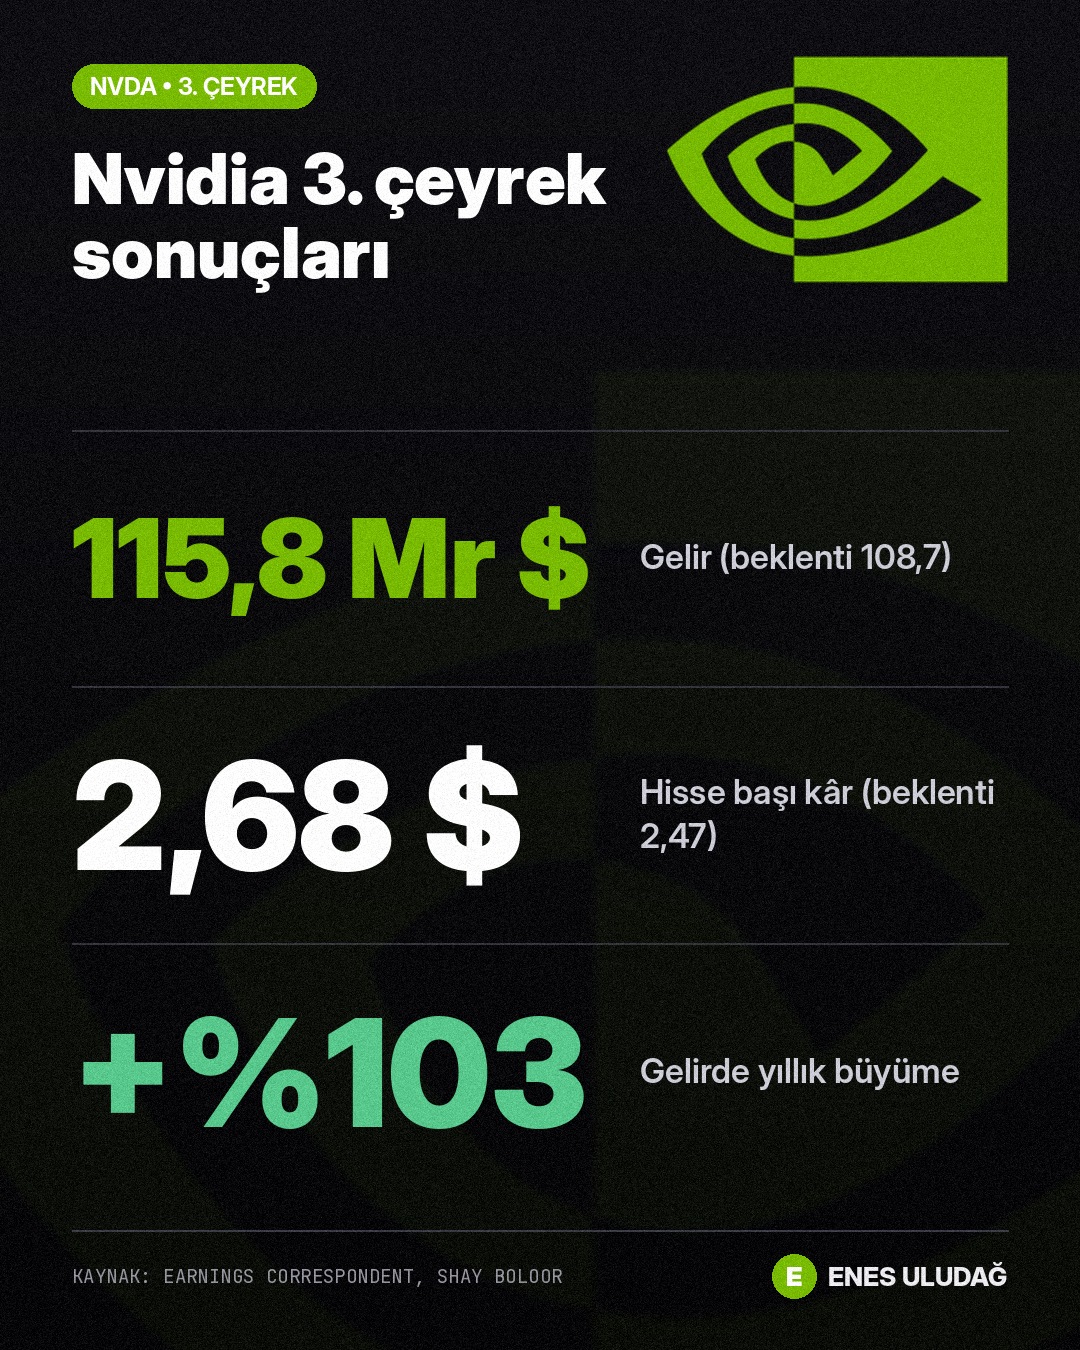 NVDA • 3. ÇEYREK
Nvidia 3. çeyrek
sonuçları
115,8 Mr $
Gelir (beklenti 108,7)
2,68 $
Hisse başı kâr (beklenti
2,47)
+%103
Gelirde yıllık büyüme
KAYNAK: EARNINGS CORRESPONDENT, SHAY BOLOOR
E ENES ULUDAĞ